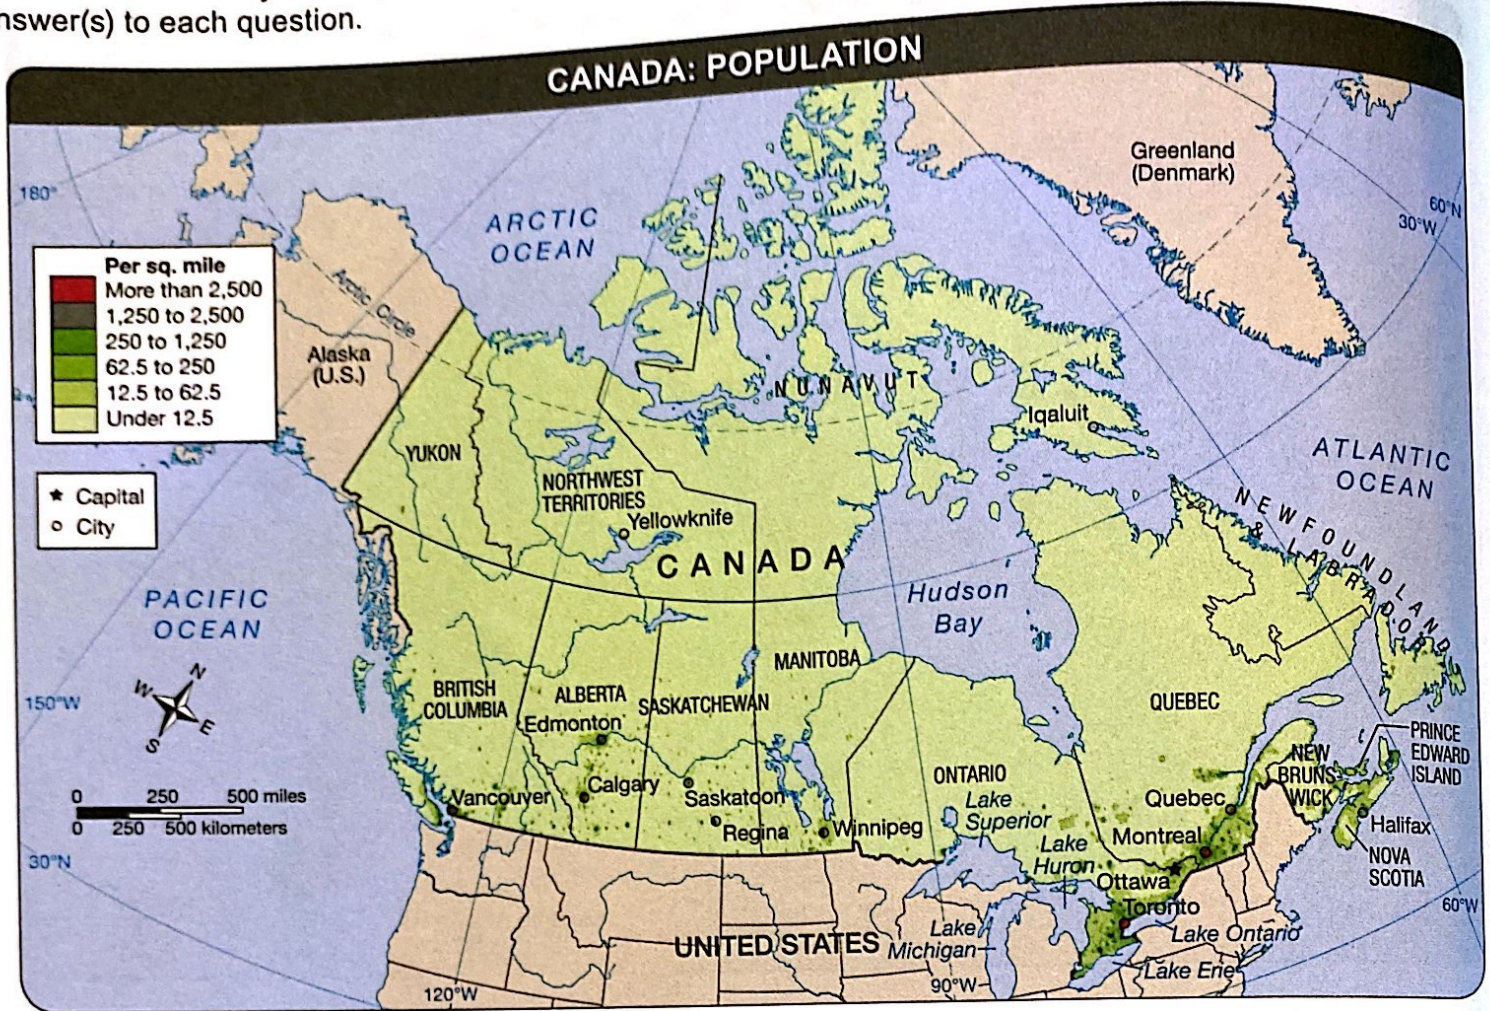 nswer(s) to each question.
CANADA: POPULATION
Greenland
(Denmark)
180°
60°N
30°W
ARCTIC
OCEAN
Per sq. mile
More than 2,500
1,250 to 2,500
250 to 1,250
62.5 to 250
12.5 to 62.5
Under 12.5
Arctic Circle
Alaska
(U.S.)
NUNAVUT
Iqaluit
ATLANTIC
OCEAN
YUKON
NORTHWEST
TERRITORIES
Yellowknife
Capital
City
CANADA
NEWFOUNDLAND
& LABRADOR
PACIFIC
OCEAN
Hudson
Bay
N
W
E
S
150°W
BRITISH
COLUMBIA
ALBERTA
Edmonton
SASKATCHEWAN
MANITOBA
QUEBEC
PRINCE
EDWARD
ISLAND
NEW
BRUNS-
WICK
ONTARIO
Lake
Superior
0 250 500 miles
0 250 500 kilometers
Vancouver
Calgary
Saskatoon
Regina
Winnipeg
Quebec
Montreal
Halifax
NOVA
SCOTIA
Lake
Huron
Ottawa
Toronto
30°N
60°W
UNITED STATES
Lake
Michigan
Lake Ontario
Lake Erie
120°W
90°W